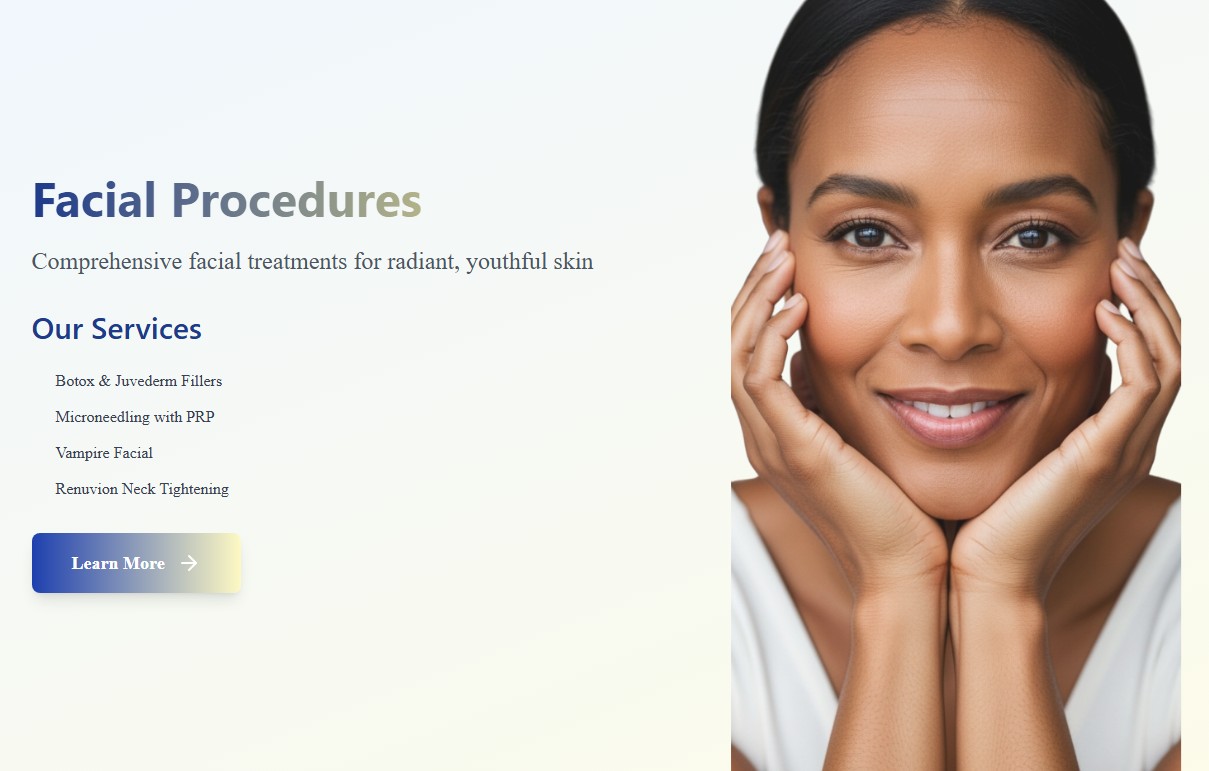 Facial Procedures
Comprehensive facial treatments for radiant, youthful skin
Our Services
Botox & Juvederm Fillers
Microneedling with PRP
Vampire Facial
Renuvion Neck Tightening
Learn More →